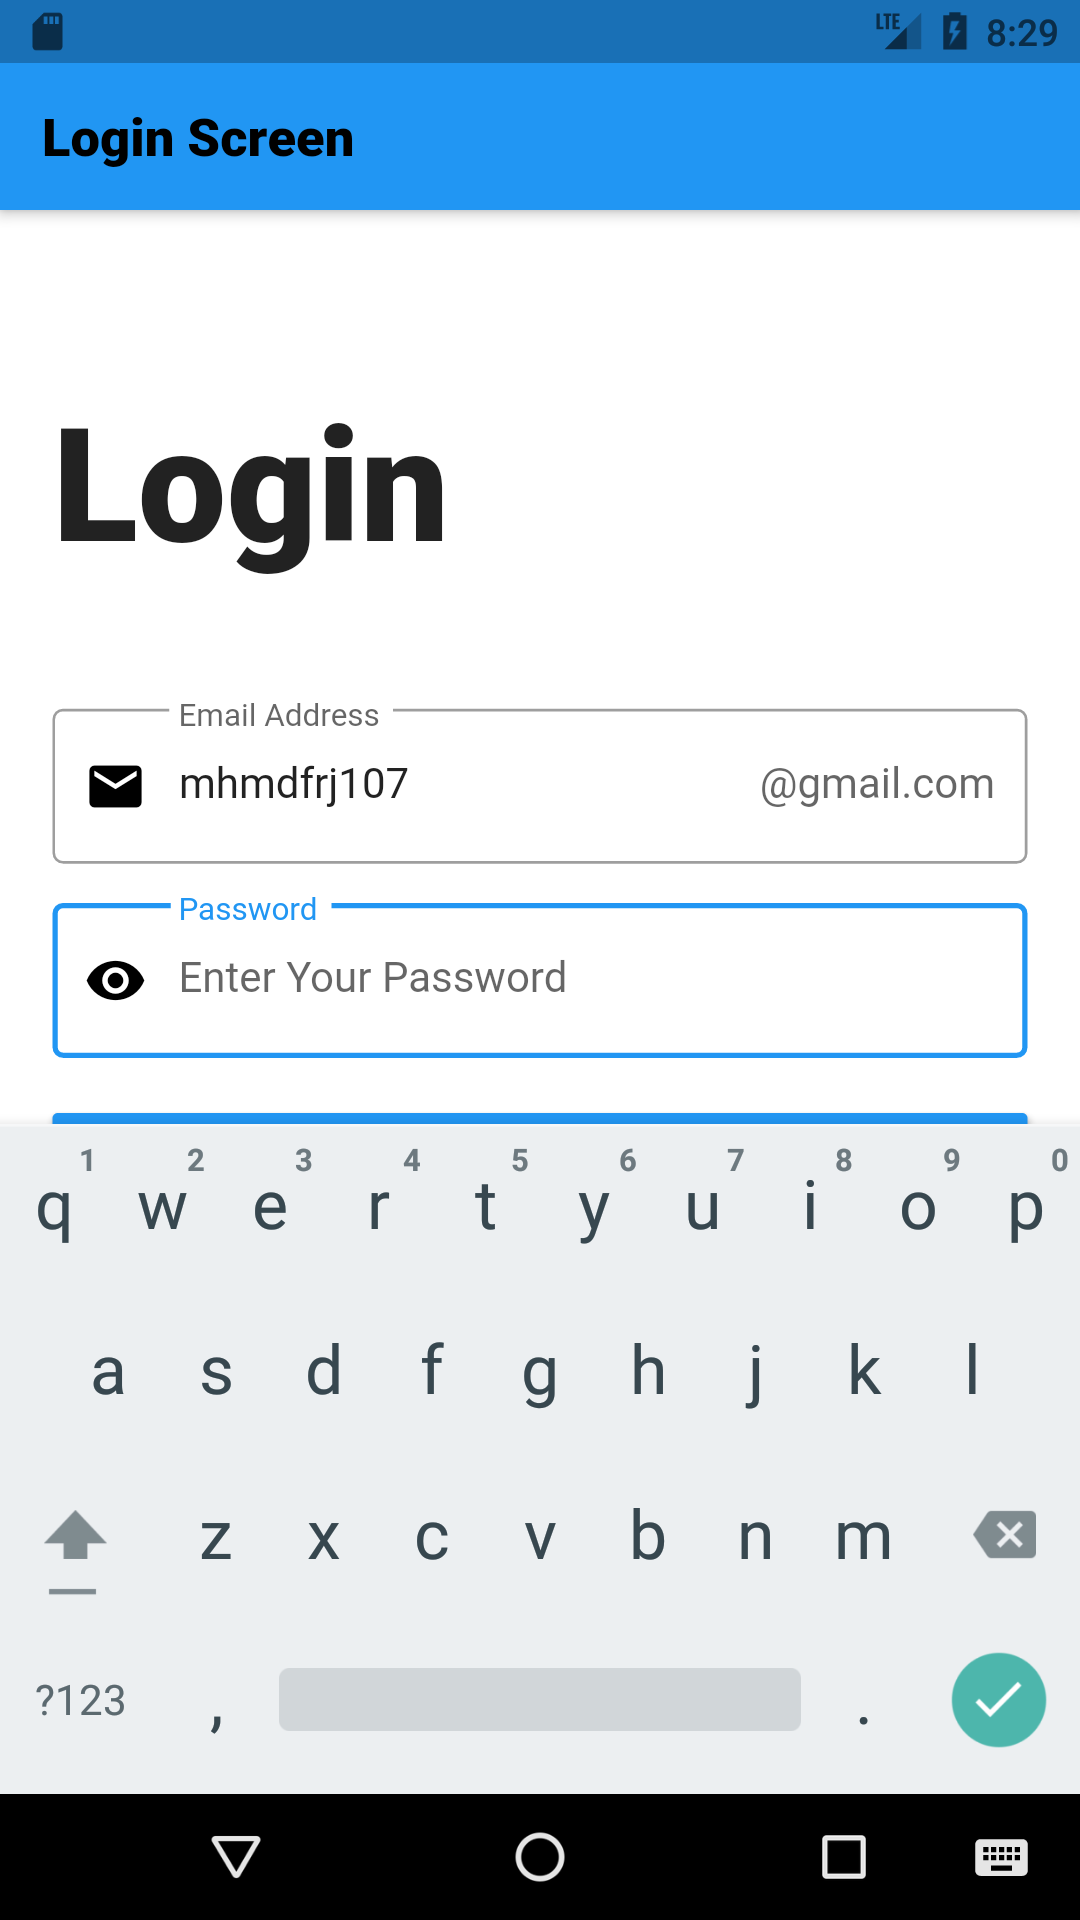 LTE 8:29
Login Screen
Login
Email Address
mhmdfrj107 @gmail.com
Password
Enter Your Password
1 2 3 4 5 6 7 8 9 0
q w e r t y u i o p
a s d f g h j k l
z x c v b n m
?123 , .